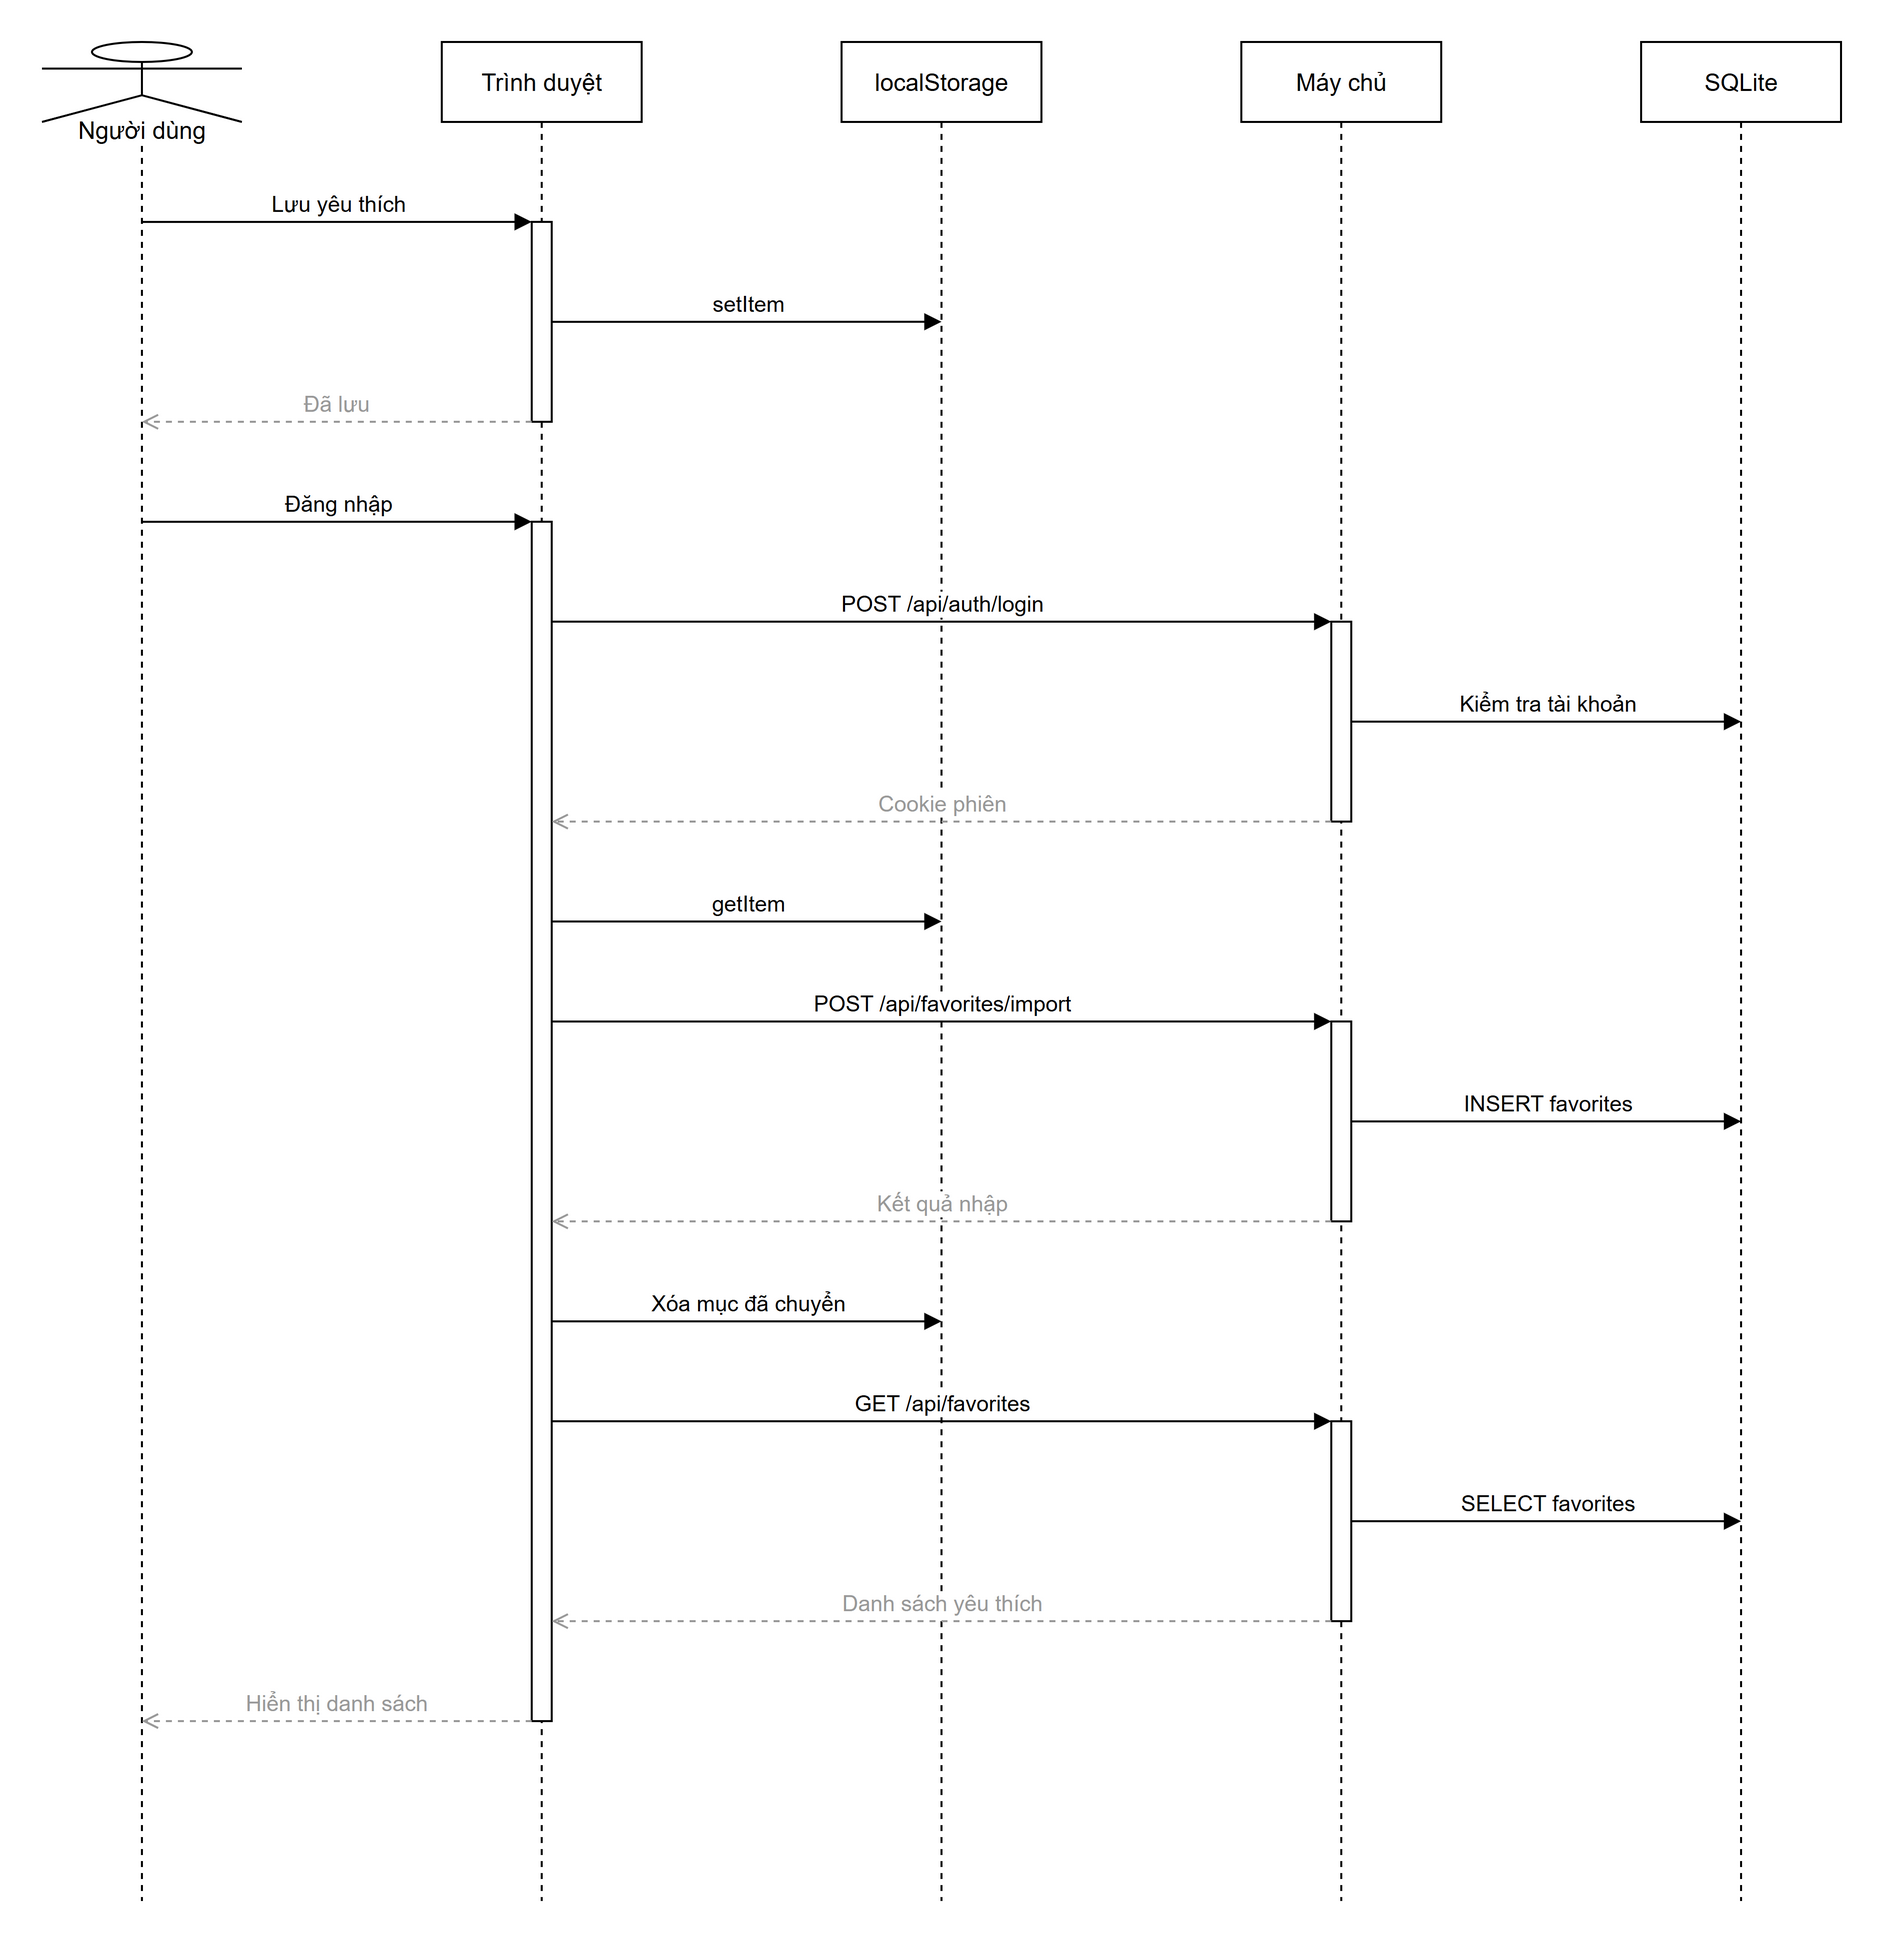 Người dùng
Trình duyệt
localStorage
Máy chủ
SQLite
Lưu yêu thích
setItem
Đã lưu
Đăng nhập
POST /api/auth/login
Kiểm tra tài khoản
Cookie phiên
getItem
POST /api/favorites/import
INSERT favorites
Kết quả nhập
Xóa mục đã chuyển
GET /api/favorites
SELECT favorites
Danh sách yêu thích
Hiển thị danh sách